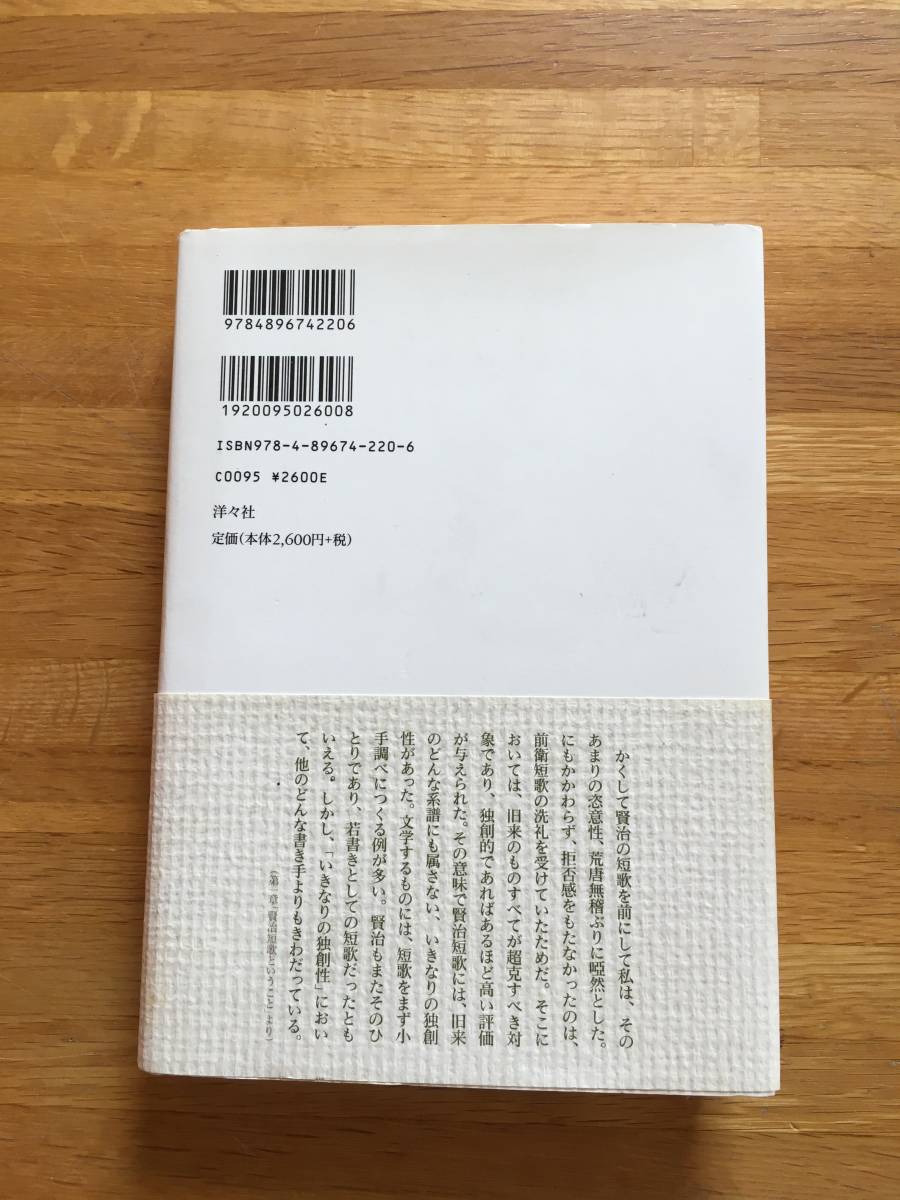 9784896742206
1920095026008
ISBN978-4-89674-220-6
C0095 ¥2600E
洋々社
定価(本体2,600円+税)
かくして賢治の短歌を前にして私は、その
あまりの恣意性、荒唐無稽ぶりに啞然とした。
にもかかわらず、拒否感をもたなかったのは、
前衛短歌の洗礼を受けていたためだ。そこに
おいては、旧来のものすべてが超克すべき対
象であり、独創的であればあるほど高い評価
が与えられた。その意味で賢治短歌には、旧来
のどんな系譜にも属さない、いきなりの独創
性があった。文学するものには、短歌をまず小
手調べにつくる例が多い。賢治もまたそのひ
とりであり、若書きとしての短歌だったとも
いえる。しかし、「いきなりの独創性」におい
て、他のどんな書き手よりもきわだっている。
(第一章「賢治短歌ということ」より)